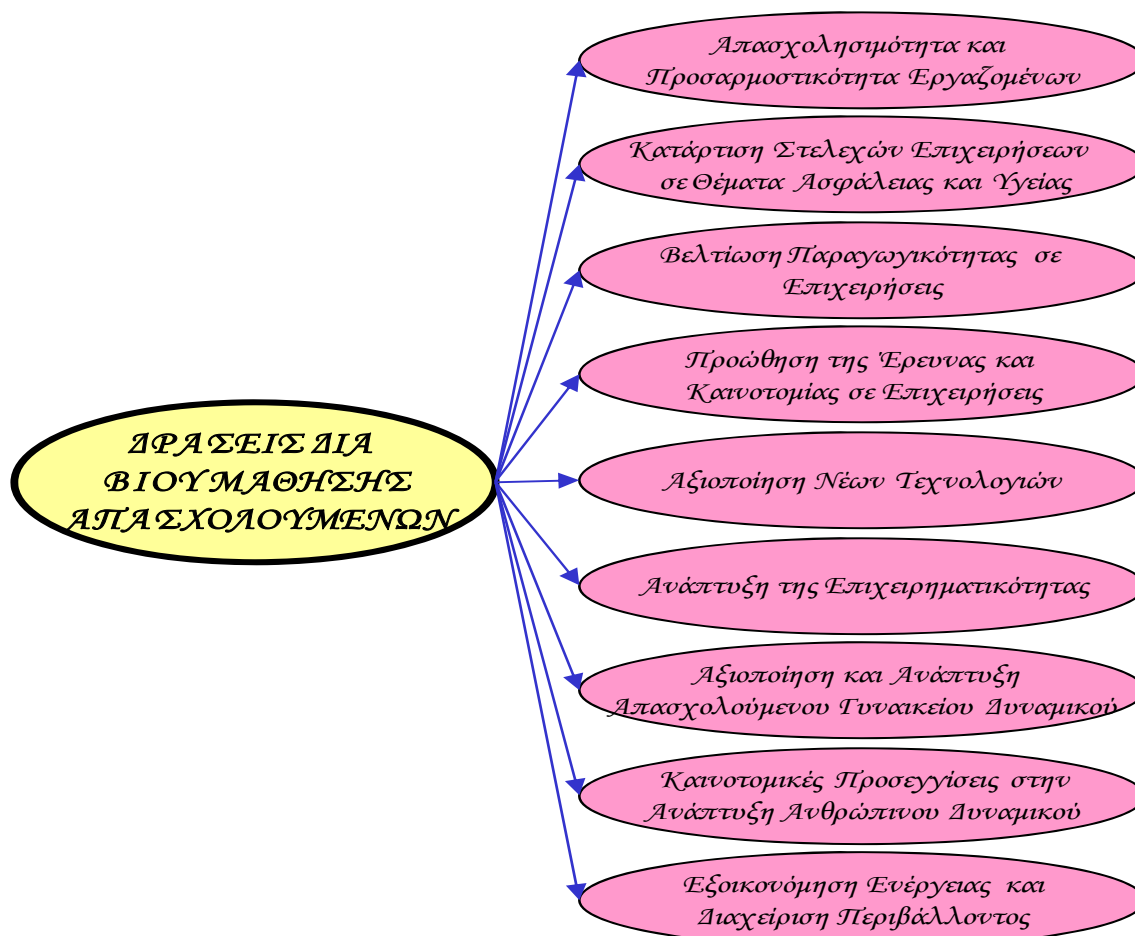 Απασχολησιμότητα και
Προσαρμοστικότητα Εργαζομένων
Κατάρτιση Στελεχών Επιχειρήσεων
σε Θέματα Ασφάλειας και Υγείας
Βελτίωση Παραγωγικότητας σε
Επιχειρήσεις
Προώθηση της Έρευνας και
Καινοτομίας σε Επιχειρήσεις
ΔΡΑΣΕΙΣ ΔΙΑ
ΒΙΟΥ ΜΑΘΗΣΗΣ
ΑΠΑΣΧΟΛΟΥΜΕΝΩΝ
Αξιοποίηση Νέων Τεχνολογιών
Ανάπτυξη της Επιχειρηματικότητας
Αξιοποίηση και Ανάπτυξη
Απασχολούμενου Γυναικείου Δυναμικού
Καινοτομικές Προσεγγίσεις στην
Ανάπτυξη Ανθρώπινου Δυναμικού
Εξοικονόμηση Ενέργειας και
Διαχείριση Περιβάλλοντος